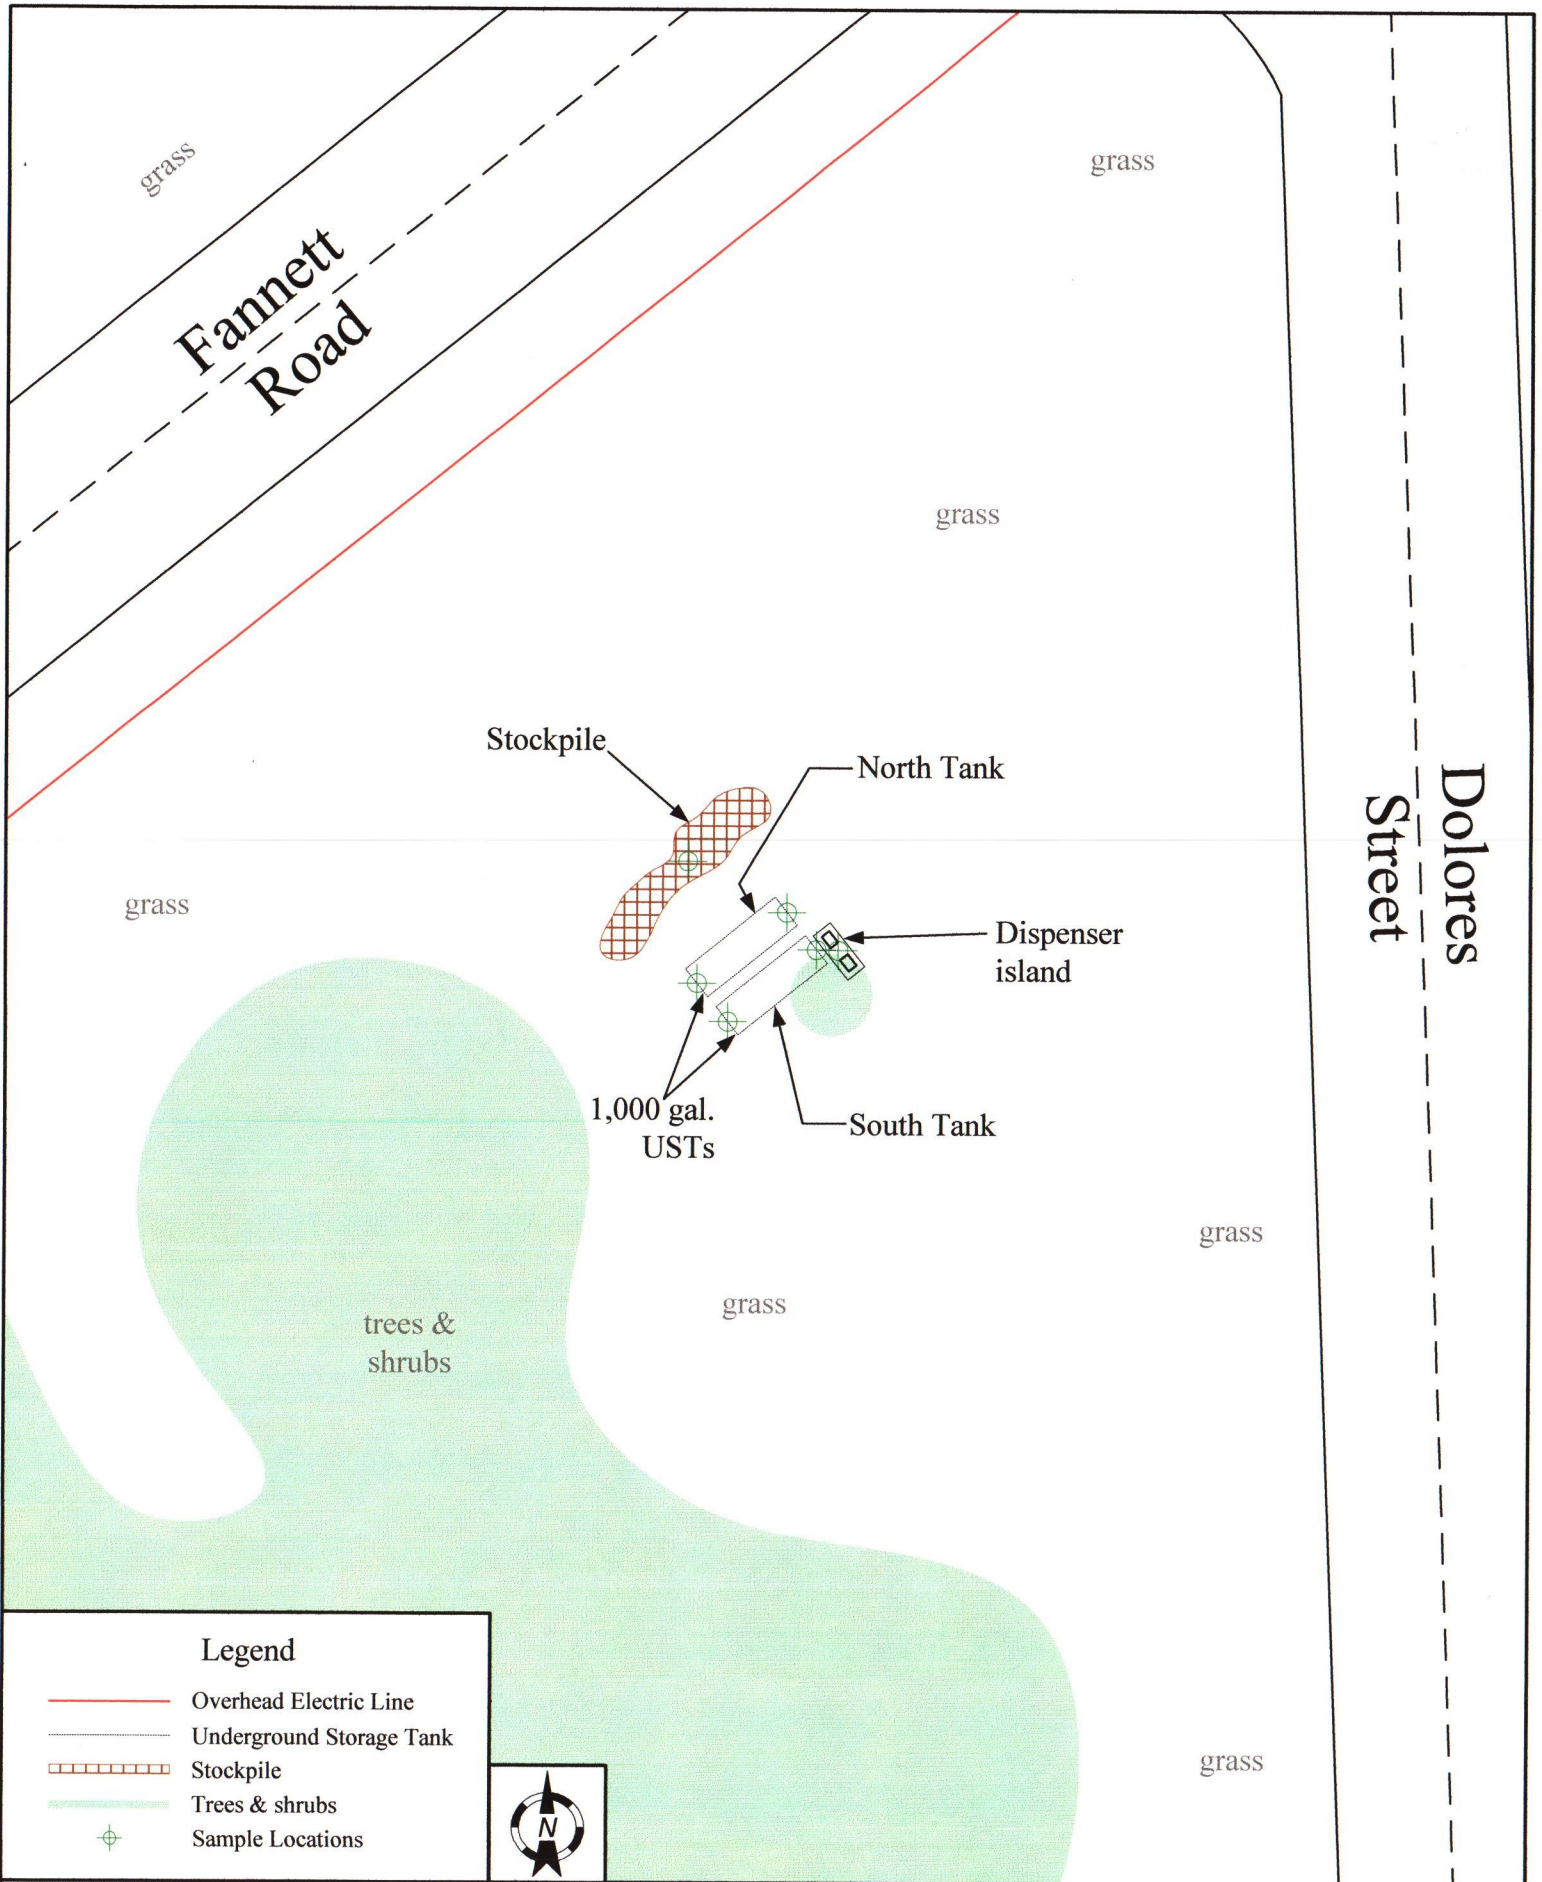 grass
grass
Fannett
Road
grass
Stockpile
North Tank
Dolores
Street
grass
Dispenser
island
1,000 gal.
USTs
South Tank
grass
grass
trees &
shrubs
Legend
Overhead Electric Line
Underground Storage Tank
Stockpile
Trees & shrubs
Sample Locations
grass
N